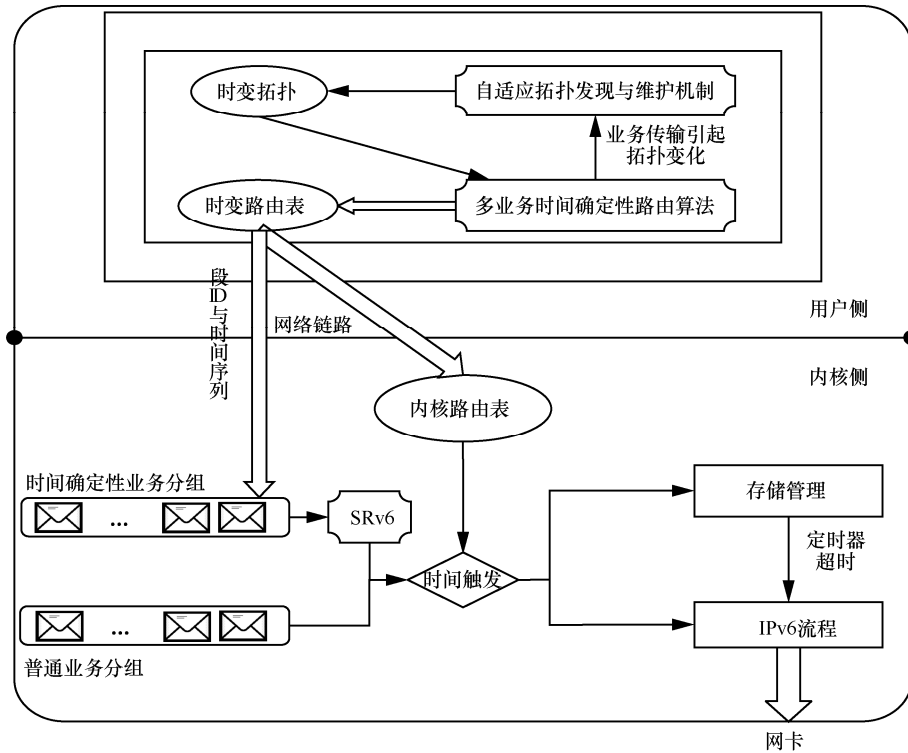 时变拓扑
自适应拓扑发现与维护机制
业务传输引起
拓扑变化
时变路由表
多业务时间确定性路由算法
段ID与时间序列
网络链路
用户侧
内核侧
内核路由表
时间确定性业务分组
...
SRv6
存储管理
时间触发
定时器
超时
...
IPv6流程
普通业务分组
网卡